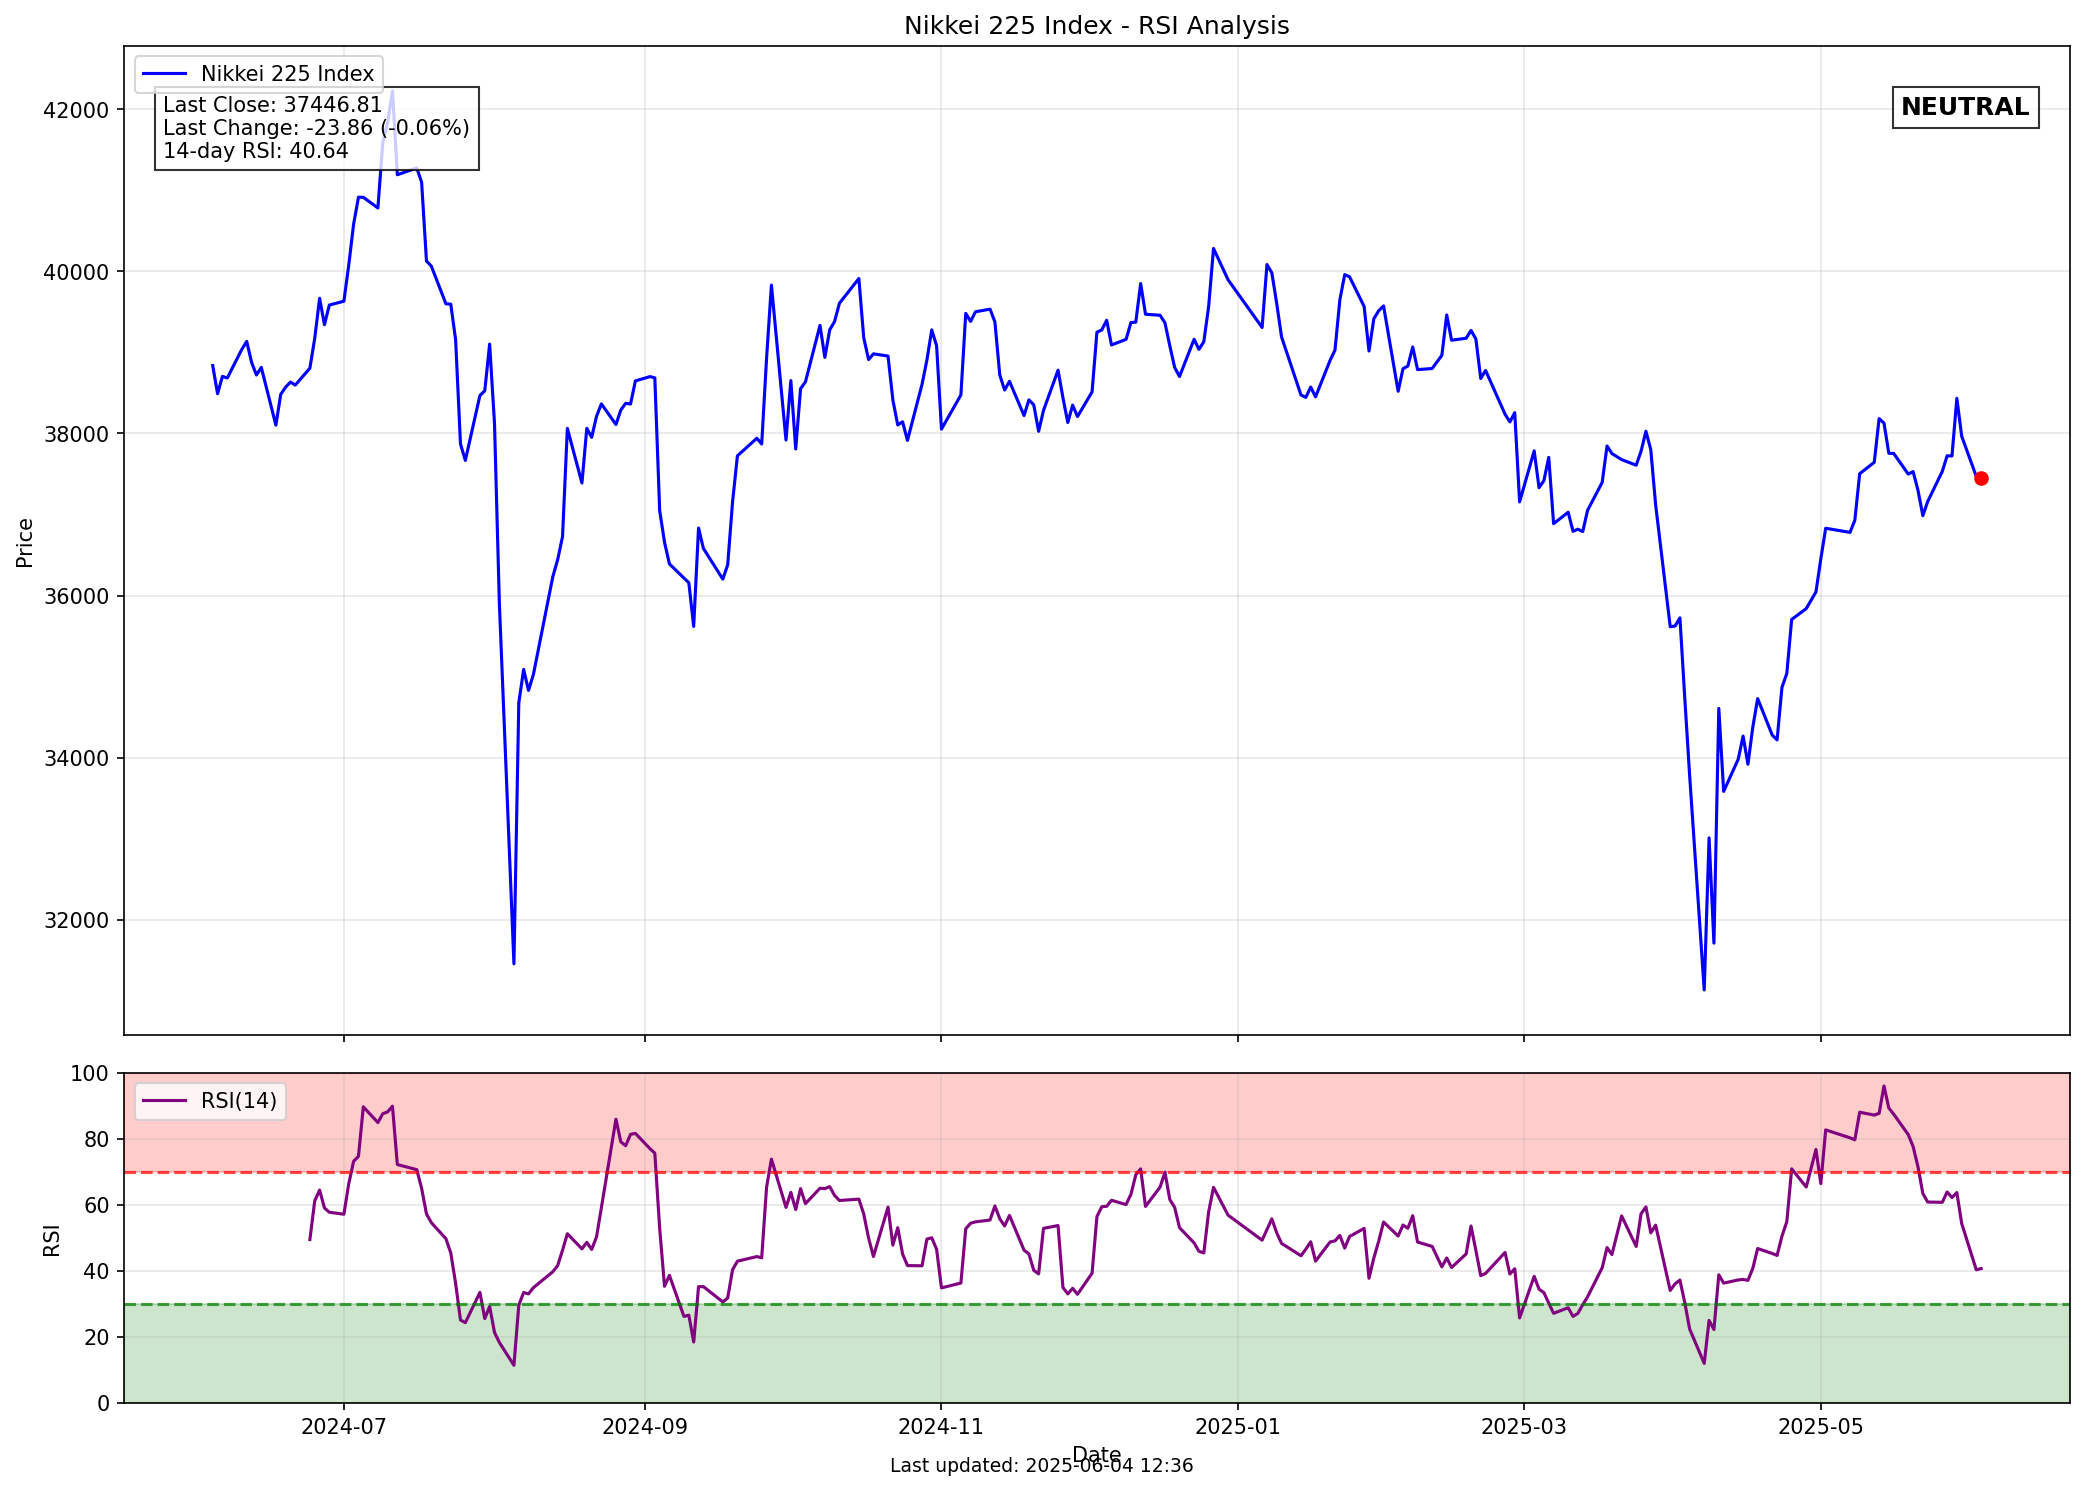 Nikkei 225 Index - RSI Analysis
Nikkei 225 Index
Last Close: 37446.81
Last Change: -23.86 (-0.06%)
14-day RSI: 40.64
NEUTRAL
Price
42000
40000
38000
36000
34000
32000
RSI(14)
RSI
100
80
60
40
20
0
2024-07
2024-09
2024-11
2025-01
2025-03
2025-05
Date
Last updated: 2025-06-04 12:36